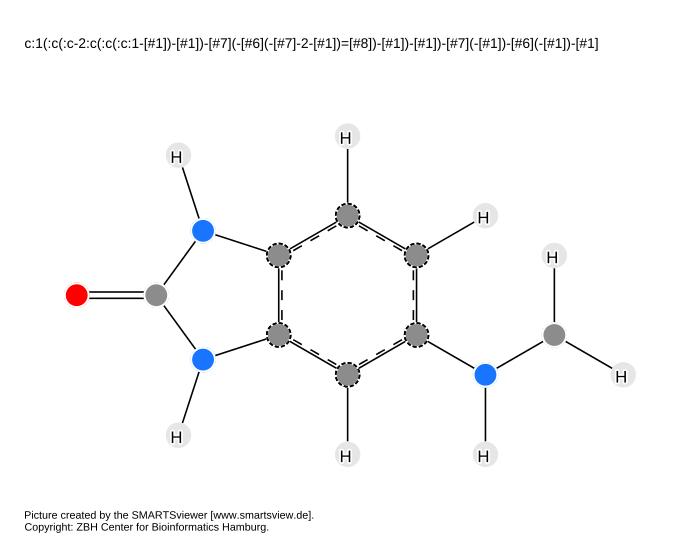 c:1(:c(:c-2:c(:c(:c:1-[#1])-[#1])-[#7](-[#6](-[#7]-2-[#1])=[#8])-[#1])-[#1])-[#7](-[#1])-[#6](-[#1])-[#1]
H
H
H
H
H
H
H
H
Picture created by the SMARTSviewer [www.smartsview.de].
Copyright: ZBH Center for Bioinformatics Hamburg.